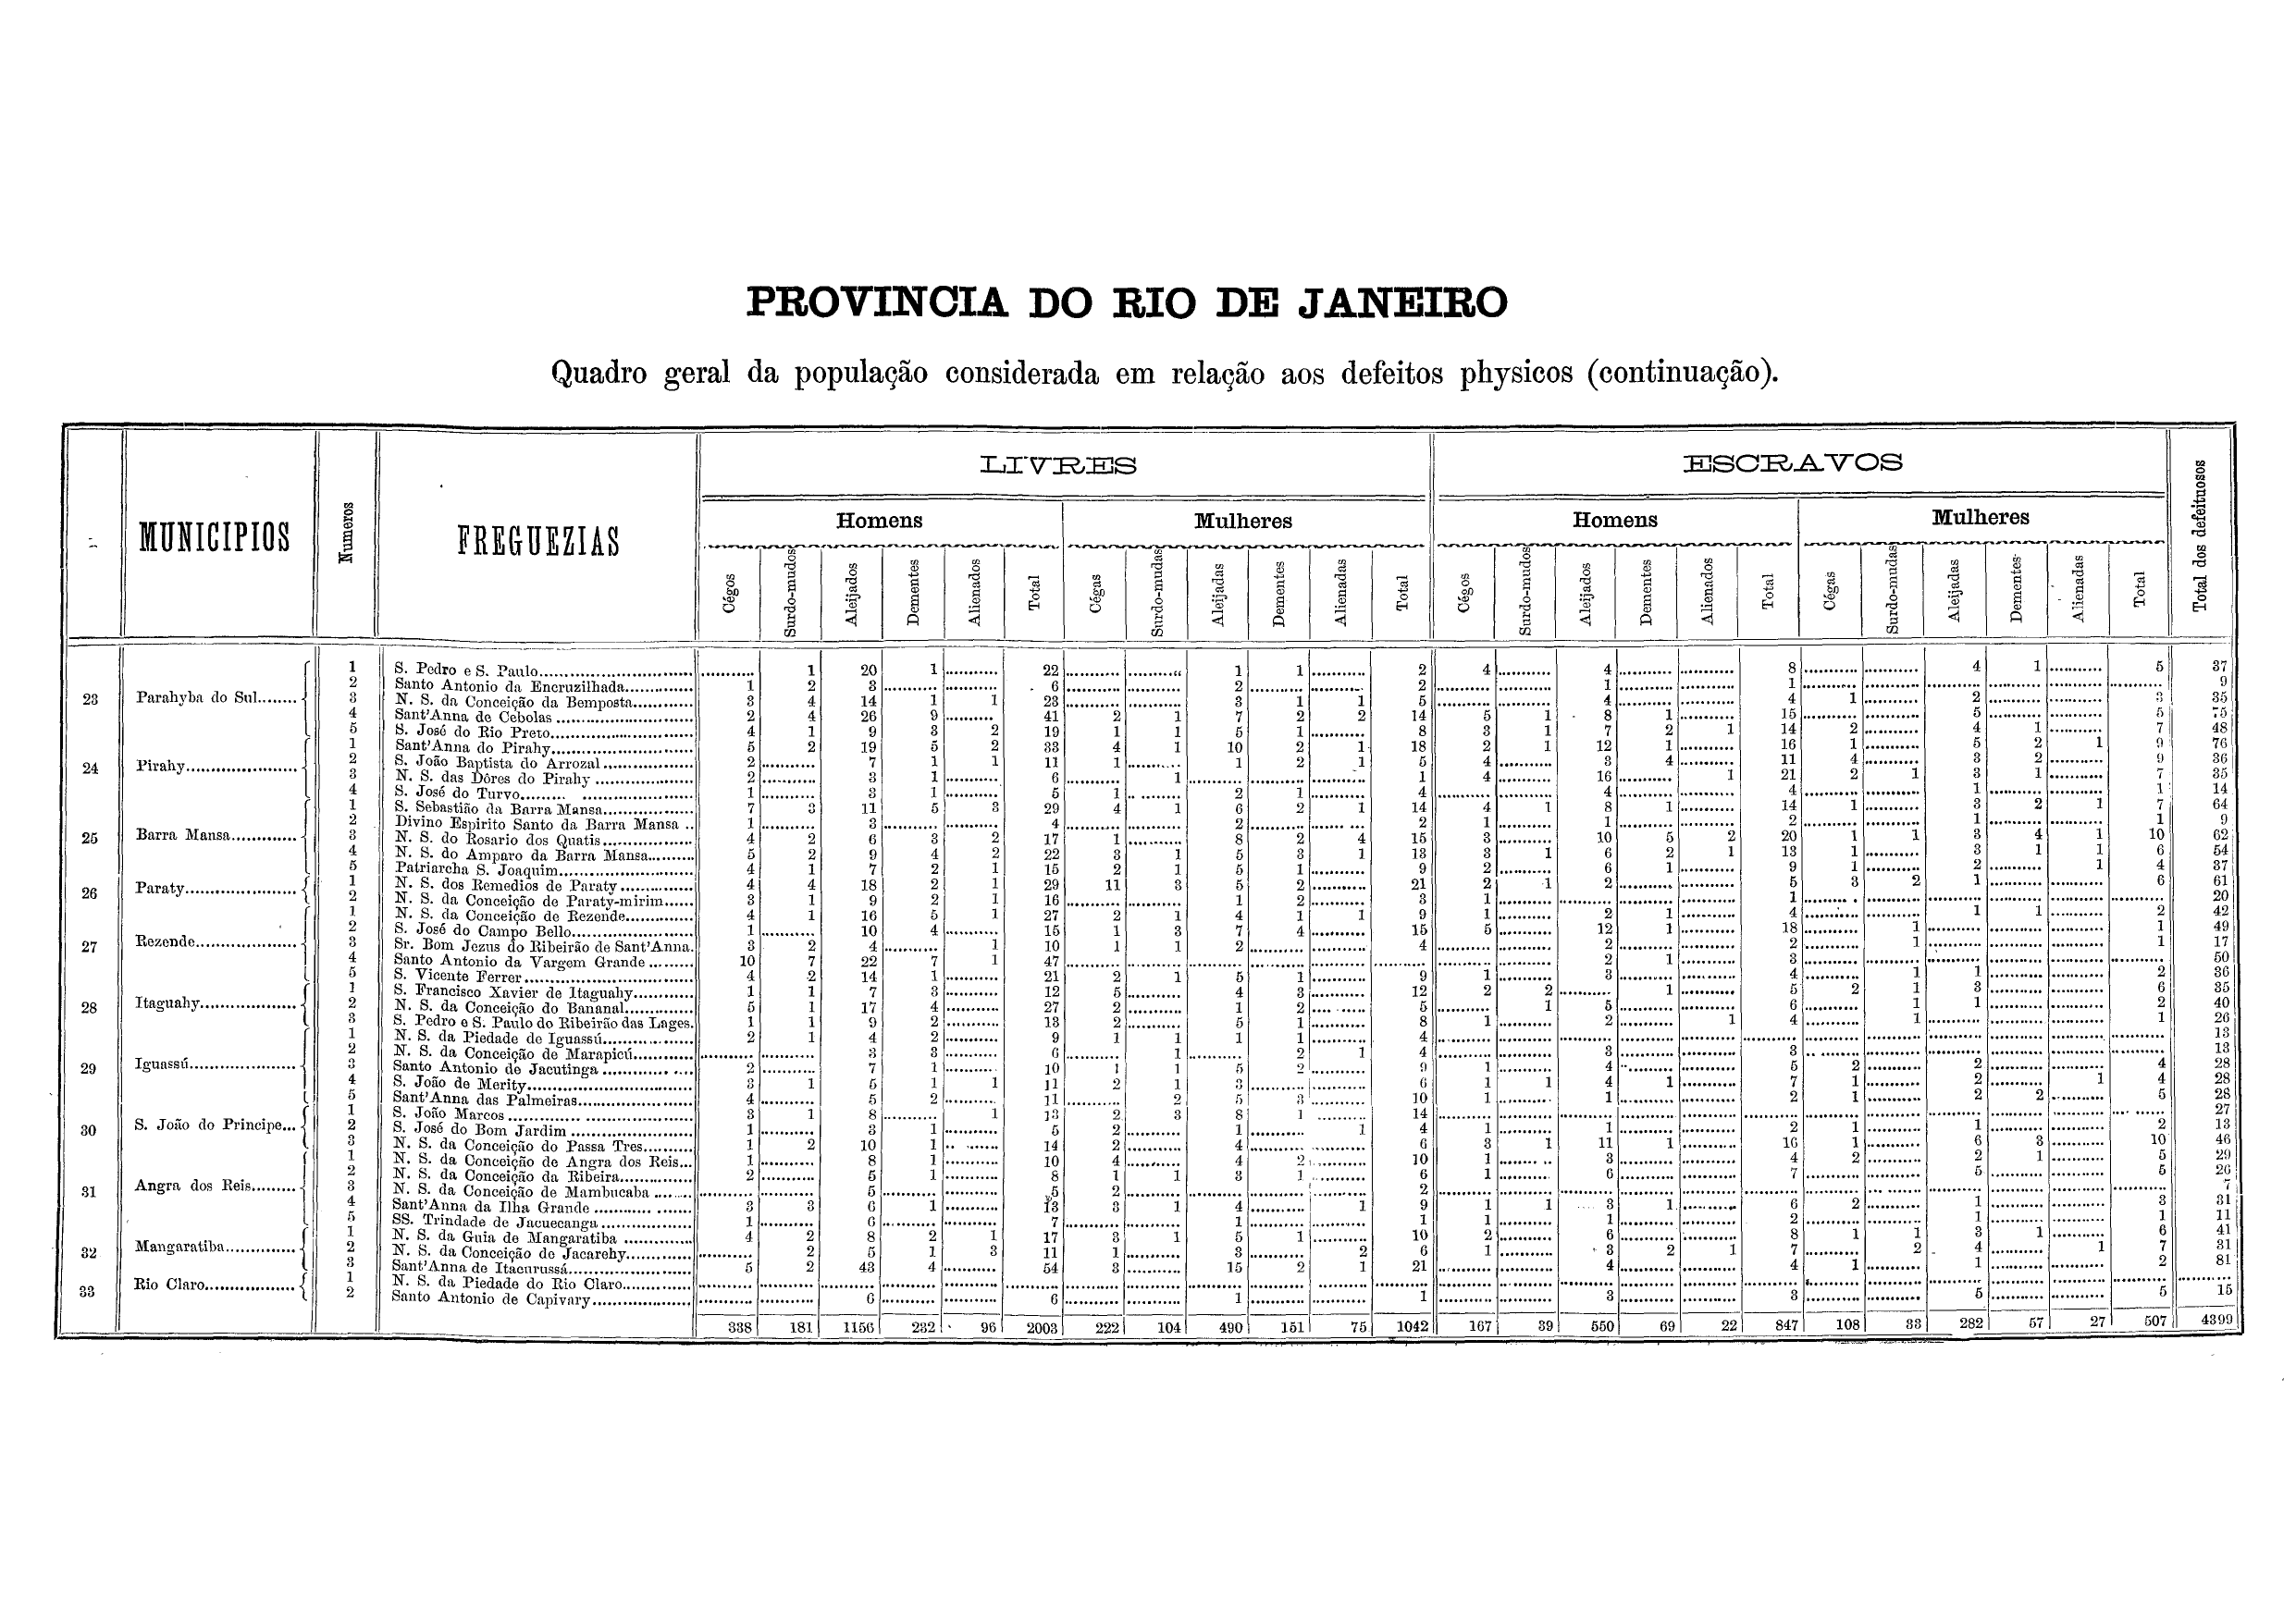 PROVINCIA DO RIO DE JANEIRO
Quadro geral da população considerada em relação aos defeitos physicos (continuação).
MUNICIPIOS Numeros FREGUEZIAS LIVRES ESCRAVOS Total dos defeituosos
Homens Mulheres Homens Mulheres
Cégos Surdo-mudos Aleijados Dementes Alienados Total Cégas Surdo-mudas Aleijadas Dementes Alienadas Total Cégos Surdo-mudos Aleijados Dementes Alienados Total Cégas Surdo-mudas Aleijadas Dementes Alienadas Total
23 Parahyba do Sul
1 S. Pedro e S. Paulo 1 20 1 22 1 1 2 4 4 8 4 1 5 37
2 Santo Antonio da Encruzilhada 1 2 3 6 2 2 1 1 9
3 N. S. da Conceição da Bemposta 3 4 14 1 1 23 3 1 1 5 4 4 1 2 3 35
4 Sant'Anna de Cebolas 2 4 26 9 41 2 1 7 2 2 14 5 1 8 1 15 5 5 75
5 S. José do Rio Preto 4 1 9 3 2 19 1 1 5 1 8 3 1 7 2 1 14 2 4 1 7 48
24 Pirahy
1 Sant'Anna do Pirahy 5 2 19 5 2 33 4 1 10 2 1 18 2 1 12 1 16 1 5 2 1 9 76
2 S. João Baptista do Arrozal 2 7 1 1 11 1 1 2 1 5 4 3 4 11 4 3 2 9 36
3 N. S. das Dôres do Pirahy 2 3 1 6 1 1 4 16 1 21 2 1 3 1 7 35
4 S. José do Turvo 1 3 1 5 1 2 1 4 4 4 1 1 14
25 Barra Mansa
1 S. Sebastião da Barra Mansa 7 3 11 5 3 29 4 1 6 2 1 14 4 1 8 1 14 1 3 2 1 7 64
2 Divino Espirito Santo da Barra Mansa 1 3 4 2 2 1 1 2 1 1 9
3 N. S. do Rosario dos Quatis 4 2 6 3 2 17 1 8 2 4 15 3 10 5 2 20 1 1 3 4 1 10 62
4 N. S. do Amparo da Barra Mansa 5 2 9 4 2 22 3 1 5 3 1 13 3 1 6 2 1 13 1 3 1 1 6 54
5 Patriarcha S. Joaquim 4 1 7 2 1 15 2 1 5 1 9 2 6 1 9 1 2 1 4 37
26 Paraty
1 N. S. dos Remedios de Paraty 4 4 18 2 1 29 11 3 5 2 21 2 1 2 5 3 2 1 6 61
2 N. S. da Conceição de Paraty-mirim 3 1 9 2 1 16 1 2 3 1 1 20
27 Rezende
1 N. S. da Conceição de Rezende 4 1 16 5 1 27 2 1 4 1 1 9 1 2 1 4 1 1 2 42
2 S. José do Campo Bello 1 10 4 15 1 3 7 4 15 5 12 1 18 1 1 49
3 Sr. Bom Jezus do Ribeirão de Sant'Anna. 3 2 4 1 10 1 1 2 4 2 2 1 1 17
4 Santo Antonio da Vargem Grande 10 7 22 7 1 47 2 1 3 50
5 S. Vicente Ferrer 4 2 14 1 21 2 1 5 1 9 1 3 4 1 1 2 36
28 Itaguahy
1 S. Francisco Xavier de Itaguahy 1 1 7 3 12 5 4 3 12 2 2 1 5 2 1 3 6 35
2 N. S. da Conceição do Bananal 5 1 17 4 27 2 1 2 5 1 5 6 1 1 2 40
3 S. Pedro e S. Paulo do Ribeirão das Lages. 1 1 9 2 13 2 5 1 8 1 2 1 4 1 1 26
29 Iguassú
1 N. S. da Piedade de Iguassú 2 1 4 2 9 1 1 1 1 4 13
2 N. S. da Conceição de Marapicú 3 3 6 1 2 1 4 3 3 13
3 Santo Antonio de Jacutinga 2 7 1 10 1 1 5 2 9 1 4 5 2 2 4 28
4 S. João de Merity 3 1 5 1 1 11 2 1 3 6 1 1 4 1 7 1 2 1 4 28
5 Sant'Anna das Palmeiras 4 5 2 11 2 5 3 10 1 1 2 1 2 2 5 28
30 S. João do Principe
1 S. João Marcos 3 1 8 1 13 2 3 8 1 14 27
2 S. José do Bom Jardim 1 3 1 5 2 1 1 4 1 1 2 1 1 2 13
3 N. S. da Conceição do Passa Tres 1 2 10 1 14 2 4 6 3 1 11 1 16 1 6 3 10 46
31 Angra dos Reis
1 N. S. da Conceição de Angra dos Reis 1 8 1 10 4 4 2 10 1 3 4 2 2 1 5 29
2 N. S. da Conceição da Ribeira 2 5 1 8 1 1 3 1 6 1 6 7 5 5 26
3 N. S. da Conceição de Mambucaba 5 5 2 2 7
4 Sant'Anna da Ilha Grande 3 3 6 1 13 3 1 4 1 9 1 1 3 1 6 2 1 3 31
5 SS. Trindade de Jacuecanga 1 6 7 1 1 1 1 2 1 1 11
32 Mangaratiba
1 N. S. da Guia de Mangaratiba 4 2 8 2 1 17 3 1 5 1 10 2 6 8 1 1 3 1 6 41
2 N. S. da Conceição de Jacarehy 2 5 1 3 11 1 3 2 6 1 3 2 1 7 2 4 1 7 31
3 Sant'Anna de Itacurussá 5 2 43 4 54 3 15 2 1 21 4 4 1 1 2 81
33 Rio Claro
1 N. S. da Piedade do Rio Claro
2 Santo Antonio de Capivary 6 6 1 1 3 3 5 5 15
338 181 1156 232 96 2003 222 104 490 151 75 1042 167 39 550 69 22 847 108 33 282 57 27 507 4399